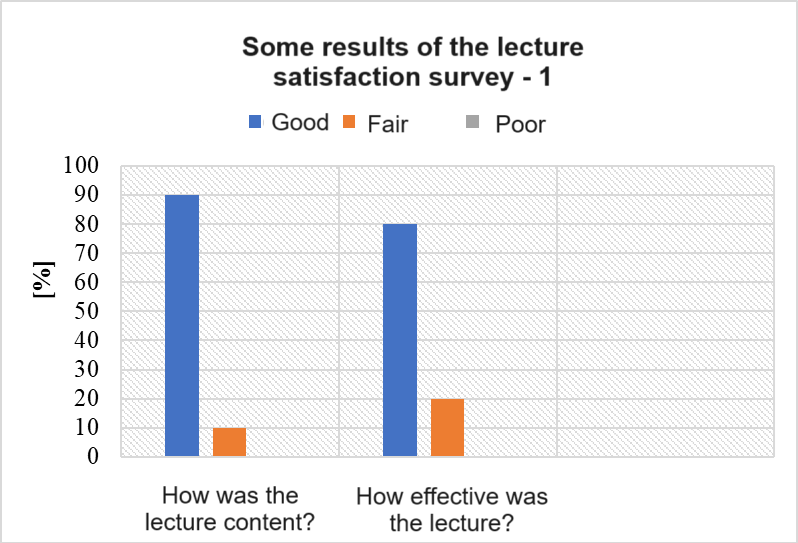 Some results of the lecture
satisfaction survey - 1
Good Fair Poor
100
90
80
70
60
50
40
30
20
10
0
[%]
How was the
lecture content?
How effective was
the lecture?